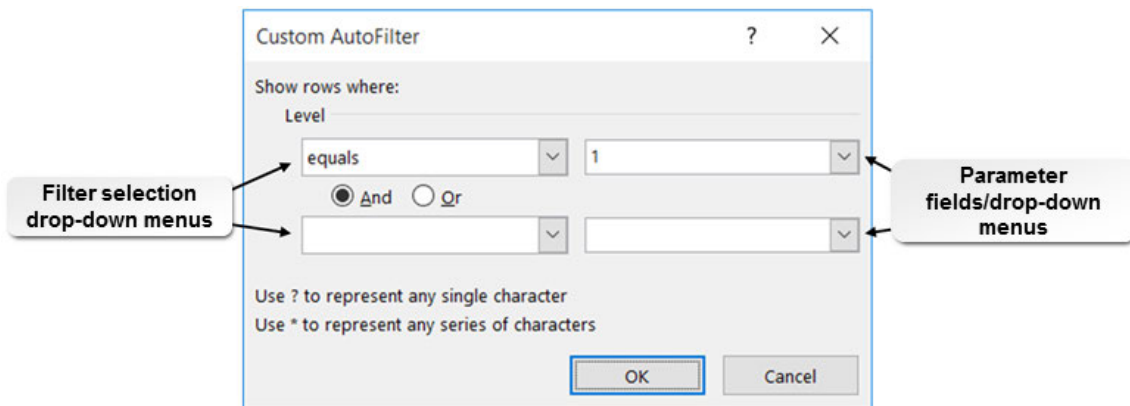 Custom AutoFilter ? ×
Show rows where:
Level
equals 1
And Or
Filter selection
drop-down menus
Parameter
fields/drop-down
menus
Use ? to represent any single character
Use * to represent any series of characters
OK Cancel